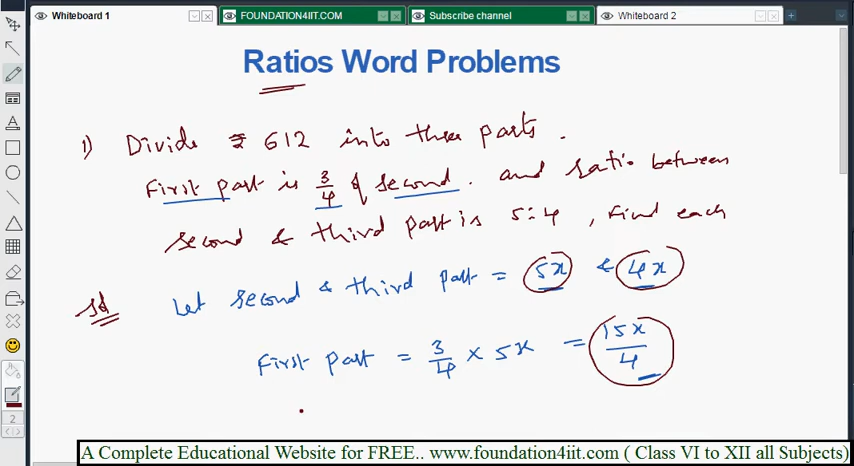 Whiteboard 1 FOUNDATION4IIT.COM Subscribe channel Whiteboard 2
Ratios Word Problems
1) Divide ₹ 612 into three parts.
First part is 3/4 of second. and ratio between
second & third part is 5:4, find each
Sol Let second & third part = 5x & 4x
First part = 3/4 × 5x = 15x/4
2
A Complete Educational Website for FREE.. www.foundation4iit.com ( Class VI to XII all Subjects)